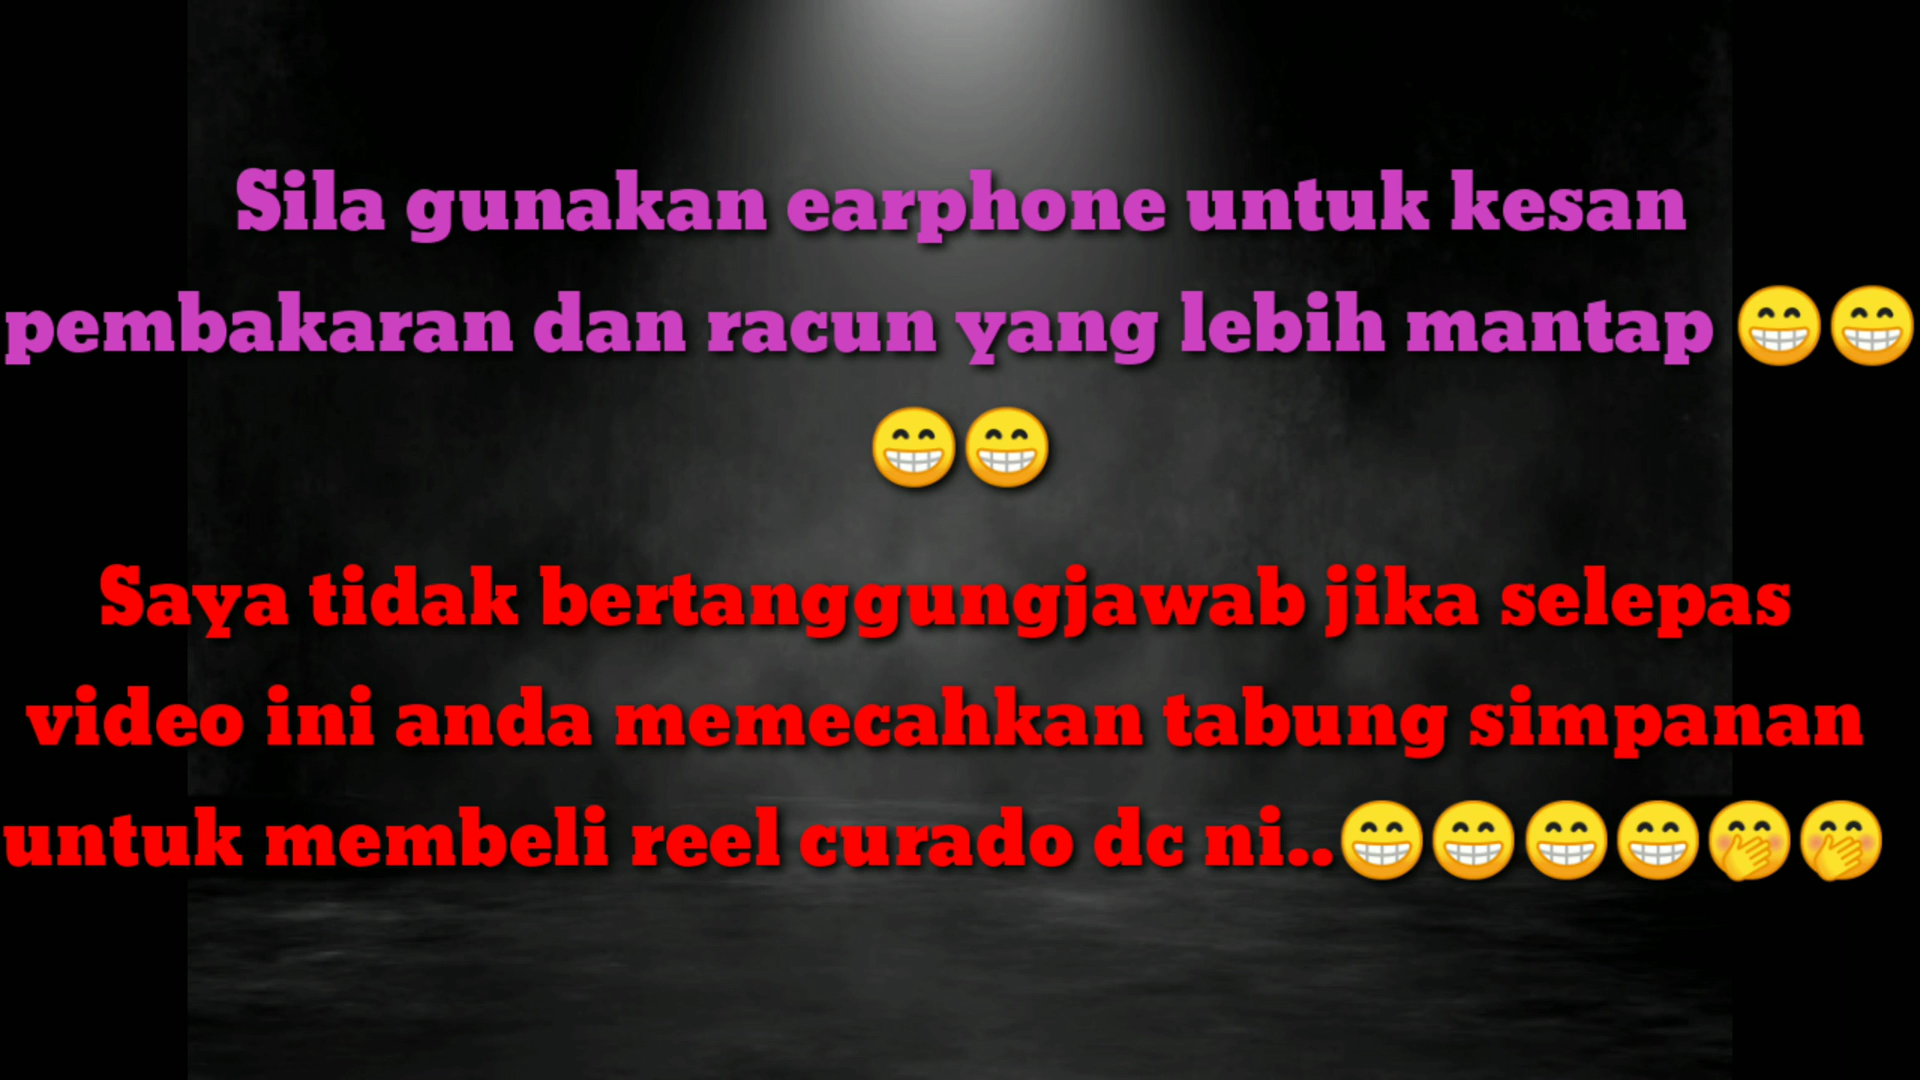 Sila gunakan earphone untuk kesan
pembakaran dan racun yang lebih mantap 😁😁
😁😁
Saya tidak bertanggungjawab jika selepas
video ini anda memecahkan tabung simpanan
untuk membeli reel curado dc ni..😁😁😁😁🤭🤭